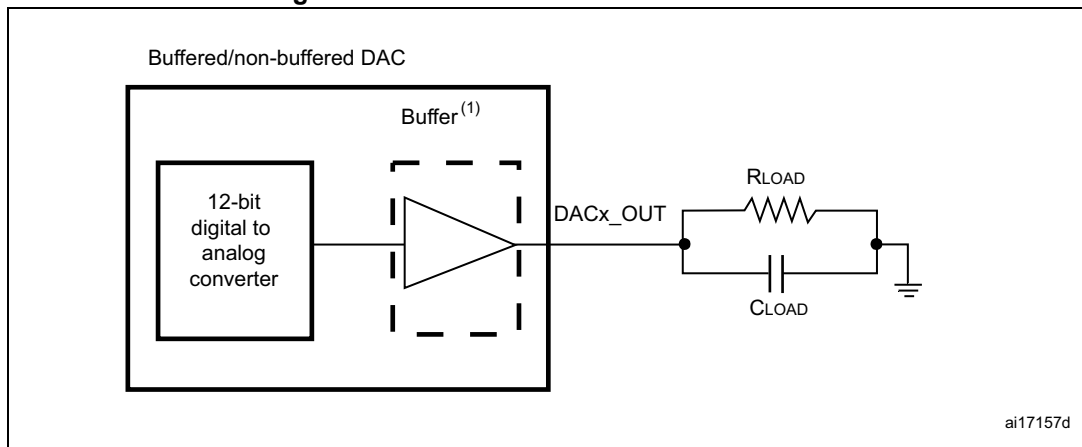 Buffered/non-buffered DAC
Buffer(1)
12-bit
digital to
analog
converter
DACx_OUT
RLOAD
CLOAD
ai17157d